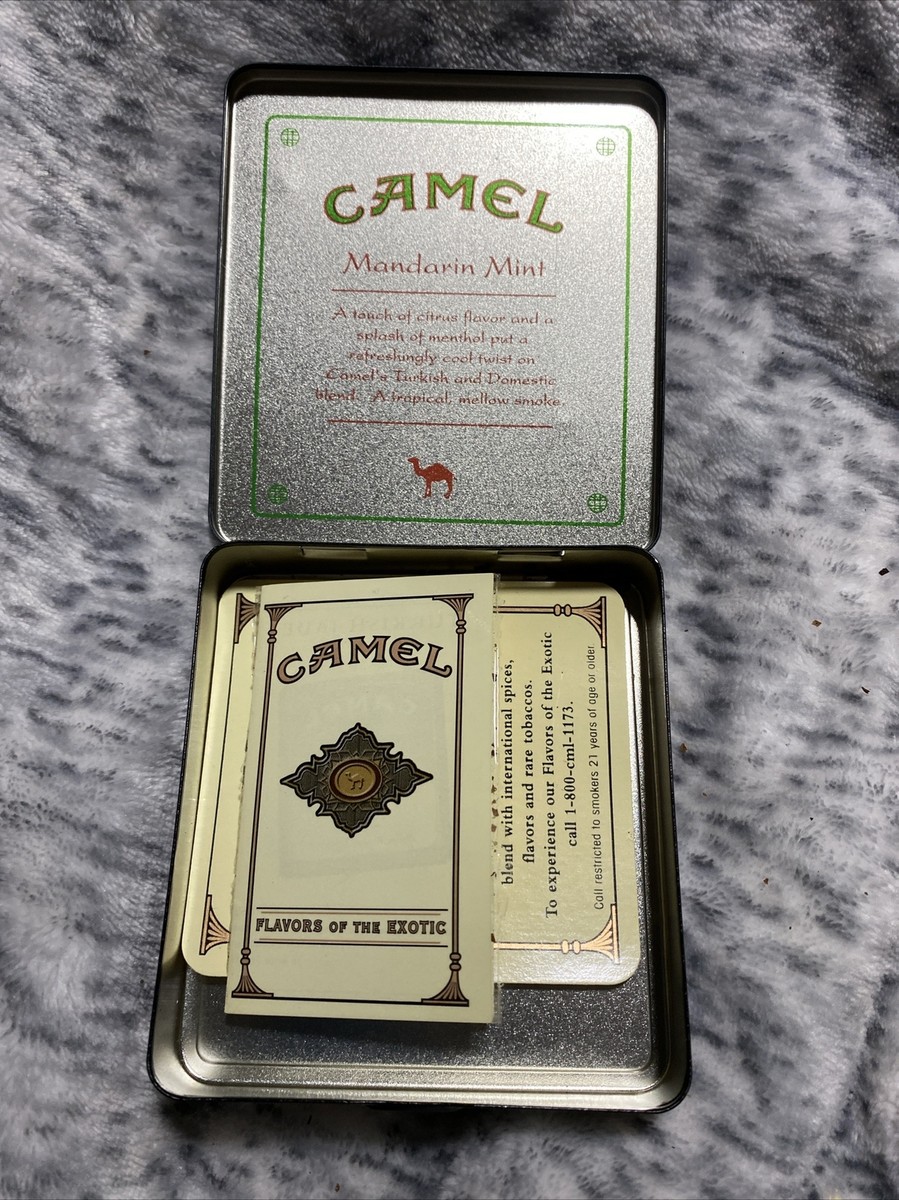 CAMEL
Mandarin Mint
A touch of citrus flavor and a
splash of menthol put a
refreshingly cool twist on
Camel's Turkish and Domestic
blend. A tropical, mellow smoke.
CAMEL
FLAVORS OF THE EXOTIC
blend with international spices,
flavors and rare tobaccos.
To experience our Flavors of the Exotic
call 1-800-cml-1173.
Call restricted to smokers 21 years of age or older